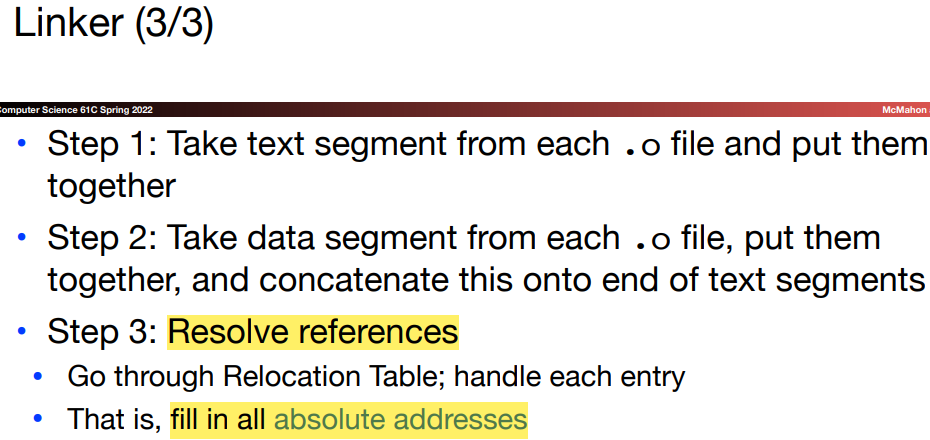 Linker (3/3)
omputer Science 61C Spring 2022
McMahon
• Step 1: Take text segment from each .o file and put them
together
• Step 2: Take data segment from each .o file, put them
together, and concatenate this onto end of text segments
• Step 3: Resolve references
• Go through Relocation Table; handle each entry
• That is, fill in all absolute addresses